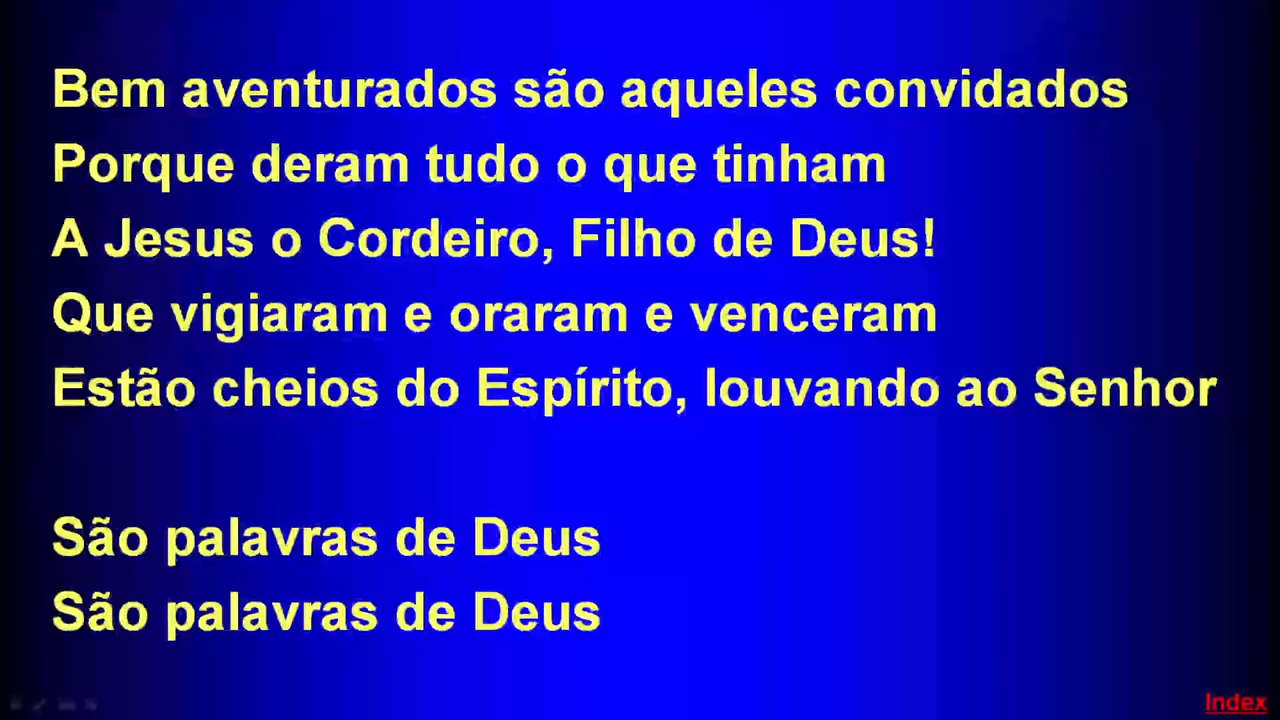 Bem aventurados são aqueles convidados
Porque deram tudo o que tinham
A Jesus o Cordeiro, Filho de Deus!
Que vigiaram e oraram e venceram
Estão cheios do Espírito, louvando ao Senhor
São palavras de Deus
São palavras de Deus
Index